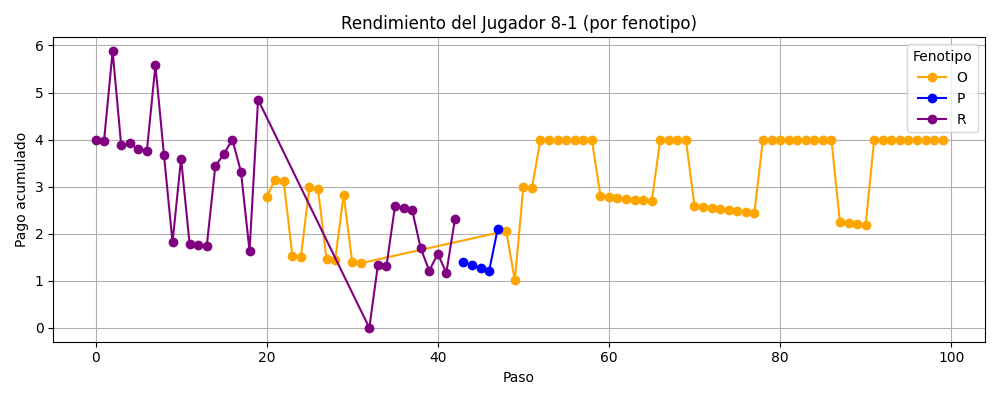 Rendimiento del Jugador 8-1 (por fenotipo)
Pago acumulado
6
5
4
3
2
1
0
Fenotipo
O
P
R
0
20
40
60
80
100
Paso